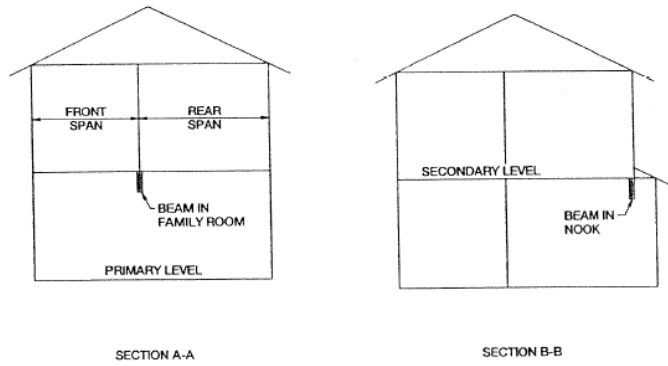 FRONT
SPAN
REAR
SPAN
BEAM IN
FAMILY ROOM
PRIMARY LEVEL
SECTION A-A
SECONDARY LEVEL
BEAM IN
NOOK
SECTION B-B